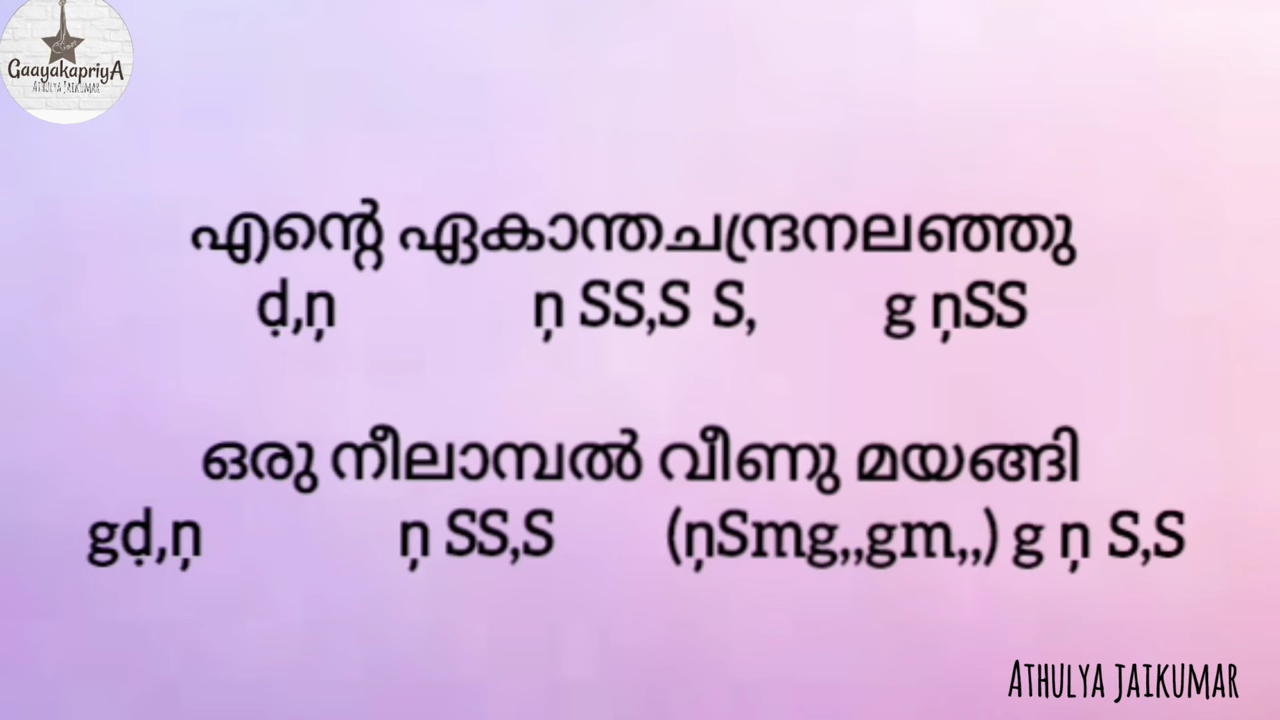 GaayakapriyA
ATHULYA JAIKUMAR
എന്റെ ഏകാന്തചന്ദ്രനലഞ്ഞു
ḍ,ṇ ṇ SS,S S, g ṇSS
ഒരു നീലാമ്പൽ വീണു മയങ്ങി
gḍ,ṇ ṇ SS,S (ṇSmg,,gm,,) g ṇ S,S
ATHULYA JAIKUMAR